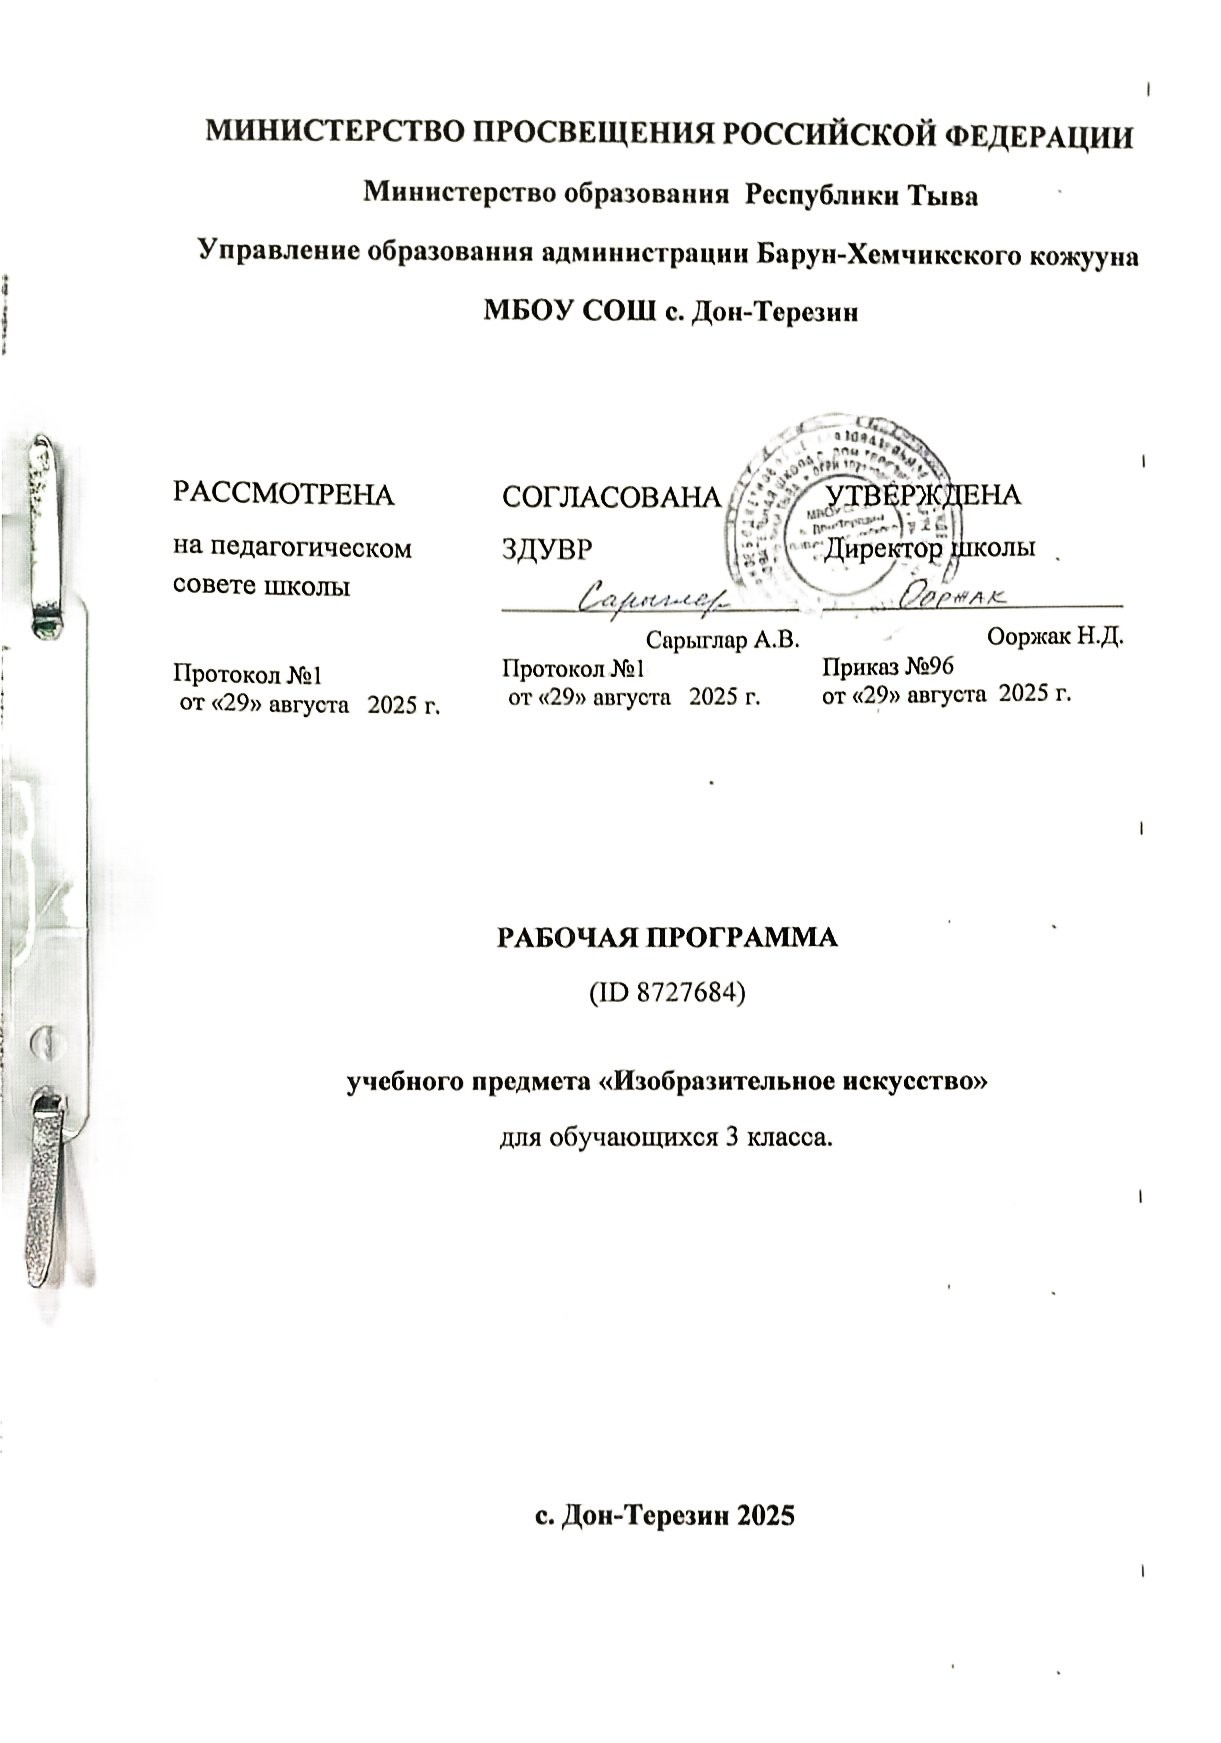 МИНИСТЕРСТВО ПРОСВЕЩЕНИЯ РОССИЙСКОЙ ФЕДЕРАЦИИ
Министерство образования Республики Тыва
Управление образования администрации Барун-Хемчикского кожууна
МБОУ СОШ с. Дон-Терезин
РАССМОТРЕНА
на педагогическом
совете школы
Протокол №1
от «29» августа 2025 г.
СОГЛАСОВАНА
ЗДУВР
Сарыглар
Сарыглар А.В.
Протокол №1
от «29» августа 2025 г.
УТВЕРЖДЕНА
Директор школы
Ооржак
Ооржак Н.Д.
Приказ №96
от «29» августа 2025 г.
РАБОЧАЯ ПРОГРАММА
(ID 8727684)
учебного предмета «Изобразительное искусство»
для обучающихся 3 класса.
с. Дон-Терезин 2025